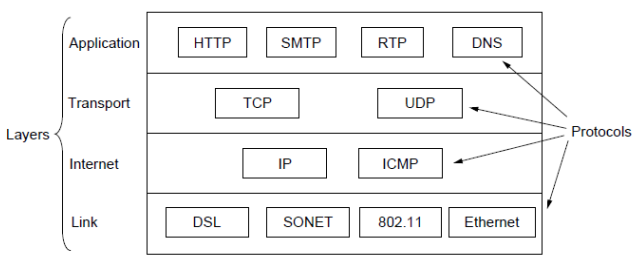 Application HTTP SMTP RTP DNS
Transport TCP UDP
Layers Protocols
Internet IP ICMP
Link DSL SONET 802.11 Ethernet